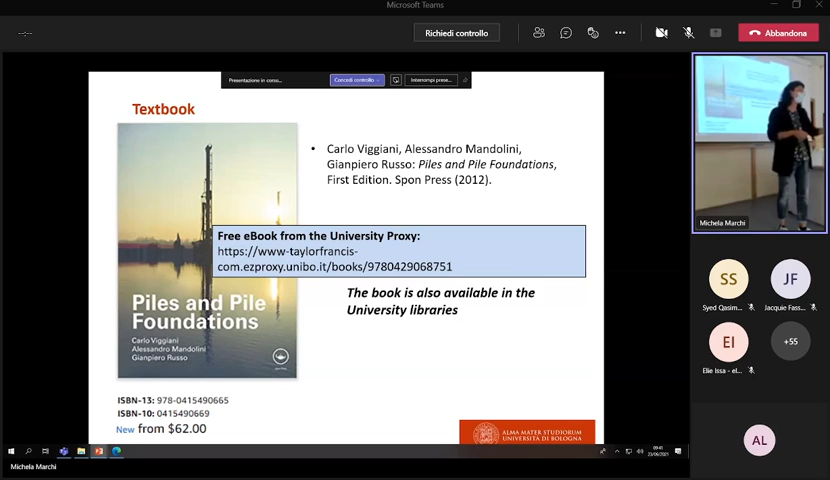 Microsoft Teams
--:--
Richiedi controllo
Abbandona
Presentazione in corso...
Concedi controllo
Interrompi prese...
Textbook
• Carlo Viggiani, Alessandro Mandolini,
Gianpiero Russo: Piles and Pile Foundations,
First Edition. Spon Press (2012).
Free eBook from the University Proxy:
https://www-taylorfrancis-
com.ezproxy.unibo.it/books/9780429068751
The book is also available in the
University libraries
Piles and Pile
Foundations
Carlo Viggiani
Alessandro Mandolini
Gianpiero Russo
ISBN-13: 978-0415490665
ISBN-10: 0415490669
New from $62.00
ALMA MATER STUDIORUM
UNIVERSITÀ DI BOLOGNA
09:41
23/09/2021
Michela Marchi
Michela Marchi
SS
Syed Qasim...
JF
Jacquie Fass...
EI
Elie Issa - el...
+55
AL